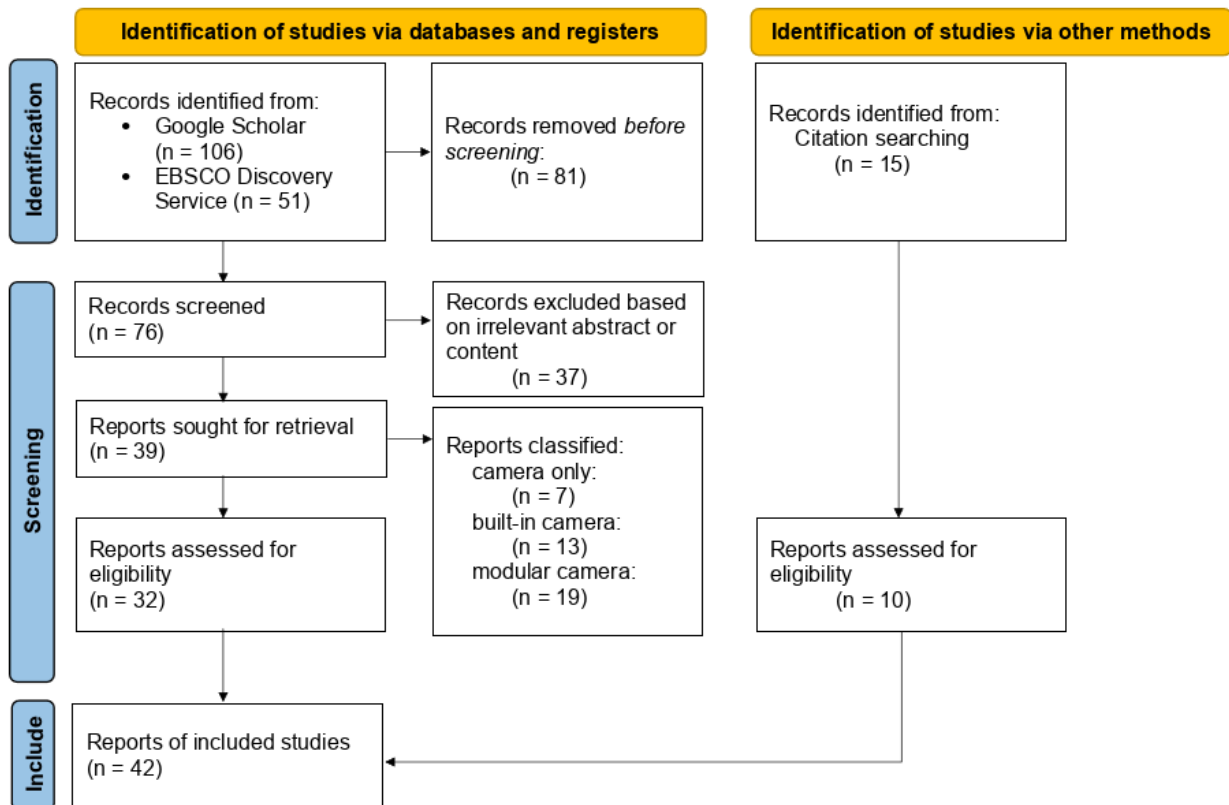 Identification of studies via databases and registers
Identification of studies via other methods
Identification
Records identified from:
• Google Scholar
(n = 106)
• EBSCO Discovery
Service (n = 51)
Records removed before
screening:
(n = 81)
Records identified from:
Citation searching
(n = 15)
Screening
Records screened
(n = 76)
Records excluded based
on irrelevant abstract or
content
(n = 37)
Reports sought for retrieval
(n = 39)
Reports classified:
camera only:
(n = 7)
built-in camera:
(n = 13)
modular camera:
(n = 19)
Reports assessed for
eligibility
(n = 32)
Reports assessed for
eligibility
(n = 10)
Include
Reports of included studies
(n = 42)